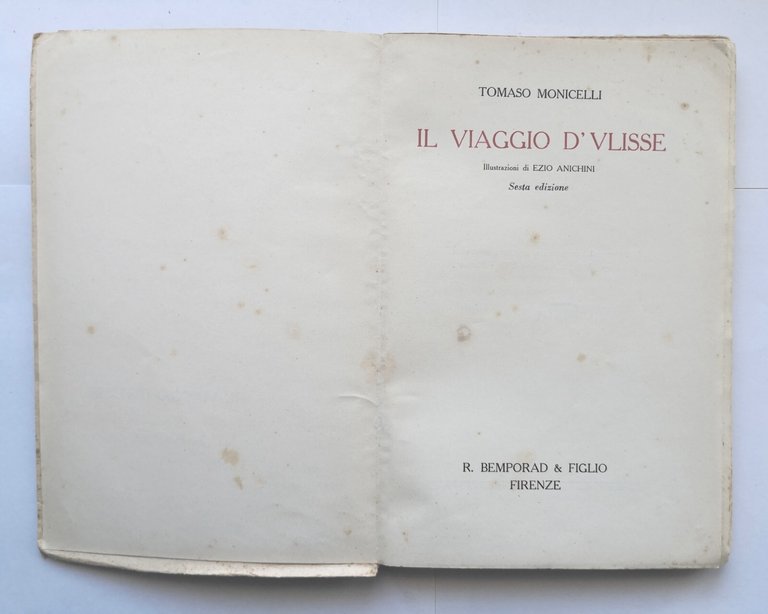 TOMASO MONICELLI
IL VIAGGIO D'VLISSE
Illustrazioni di EZIO ANICHINI
Sesta edizione
R. BEMPORAD & FIGLIO
FIRENZE